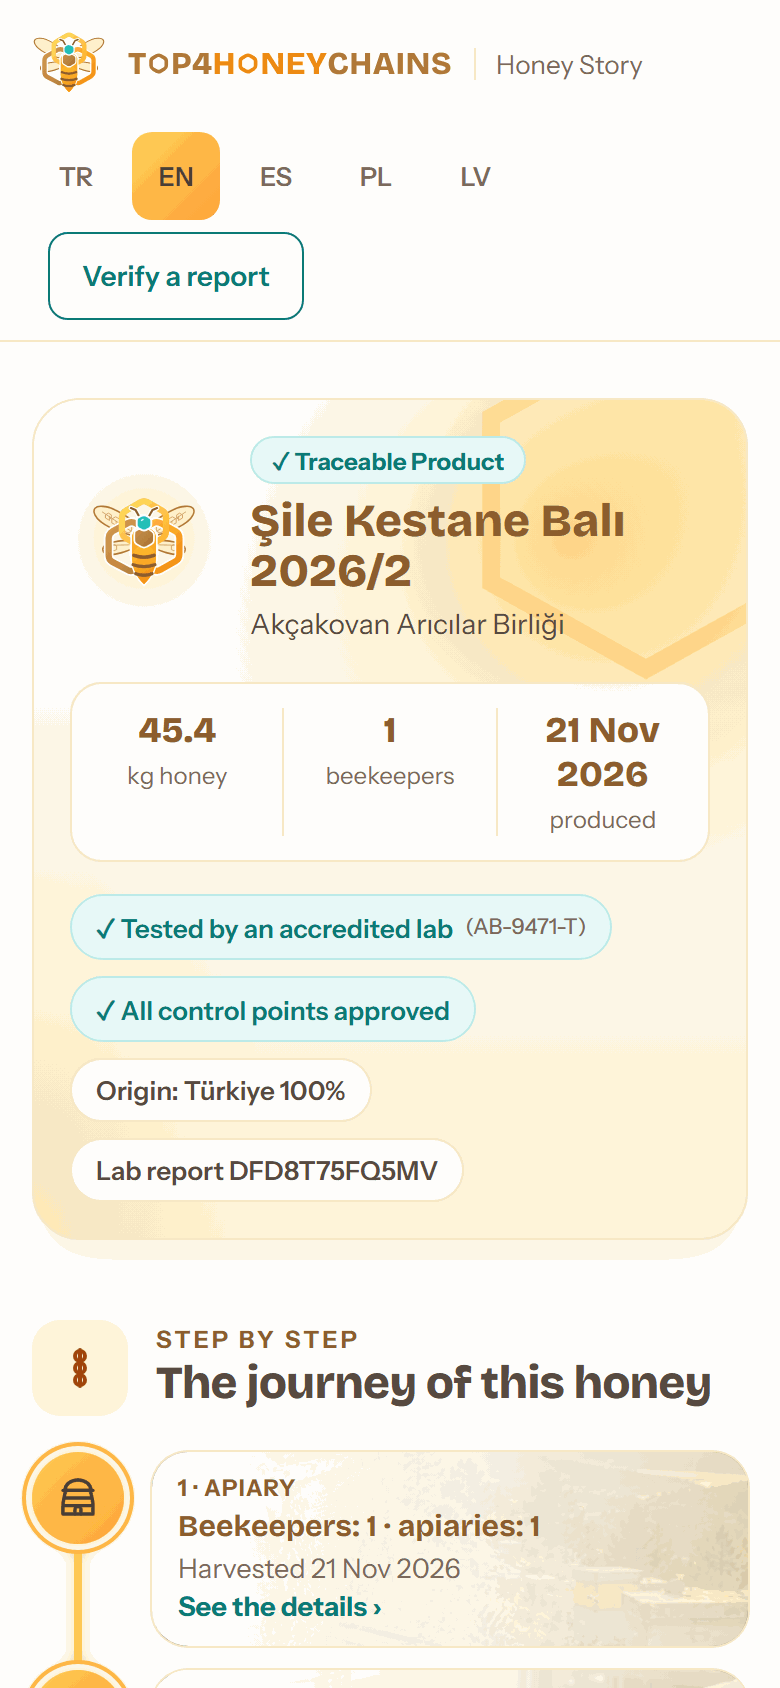 TOP4HONEYCHAINS
Honey Story
TR EN ES PL LV
Verify a report
✓ Traceable Product
Şile Kestane Balı
2026/2
Akçakovan Arıcılar Birliği
45.4
kg honey
1
beekeepers
21 Nov
2026
produced
✓ Tested by an accredited lab (AB-9471-T)
✓ All control points approved
Origin: Türkiye 100%
Lab report DFD8T75FQ5MV
STEP BY STEP
The journey of this honey
1 · APIARY
Beekeepers: 1 · apiaries: 1
Harvested 21 Nov 2026
See the details ›